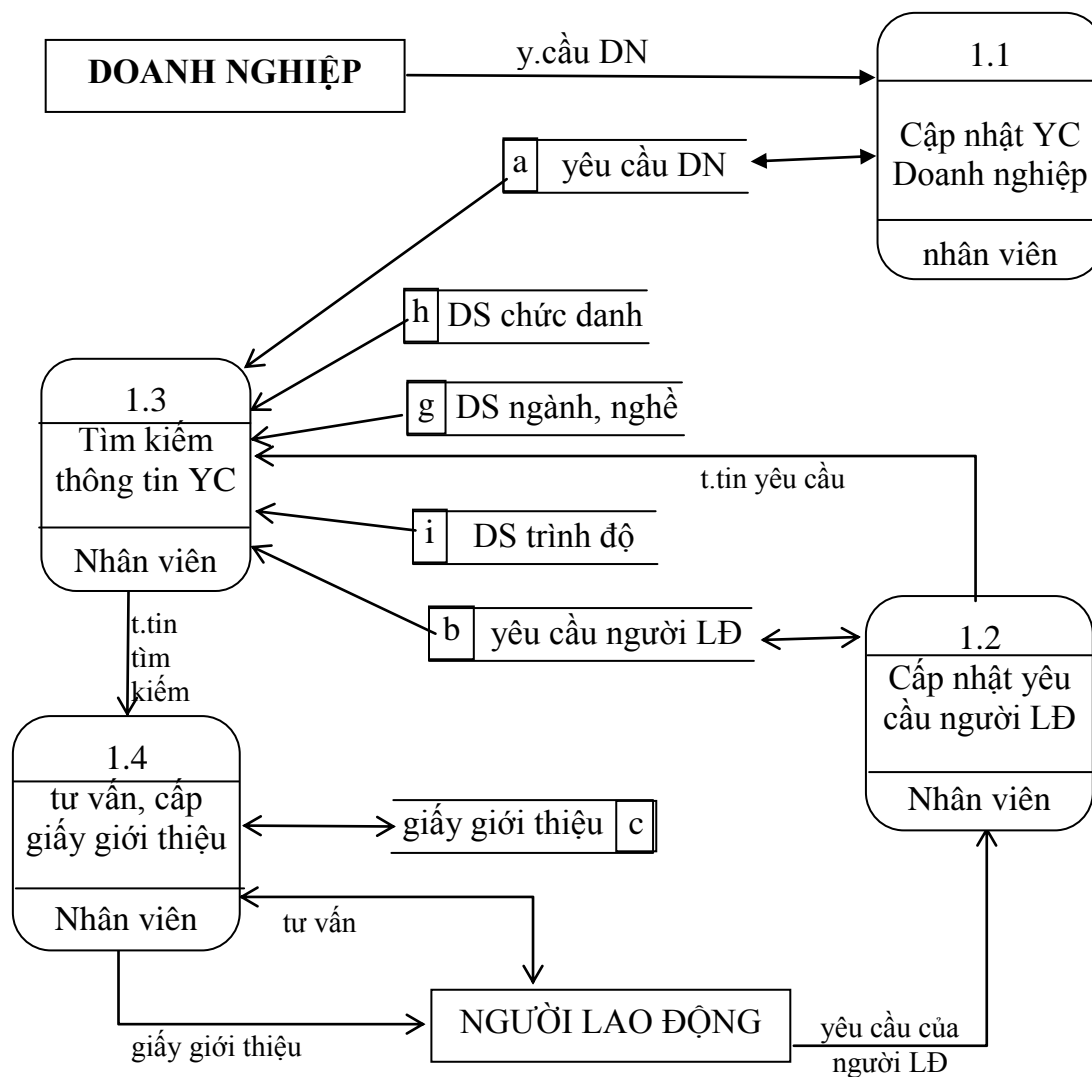 DOANH NGHIỆP
y.cầu DN
1.1
Cập nhật YC
Doanh nghiệp
nhân viên
a yêu cầu DN
h DS chức danh
g DS ngành, nghề
1.3
Tìm kiếm
thông tin YC
Nhân viên
t.tin yêu cầu
i DS trình độ
b yêu cầu người LĐ
1.2
Cấp nhật yêu
cầu người LĐ
Nhân viên
t.tin
tìm
kiếm
1.4
tư vấn, cấp
giấy giới thiệu
Nhân viên
giấy giới thiệu c
tư vấn
giấy giới thiệu
NGƯỜI LAO ĐỘNG
yêu cầu của
người LĐ